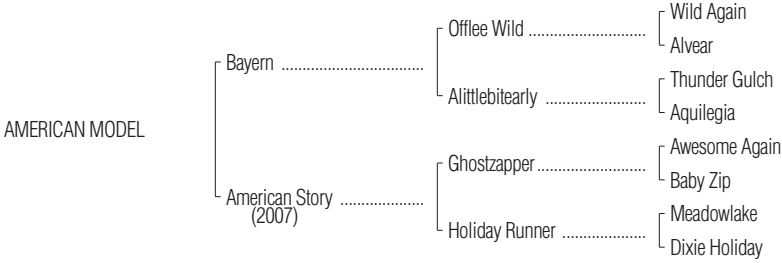 Wild Again
Offlee Wild ..............................
Alvear
Bayern ....................................
Thunder Gulch
Alittlebitearly ..........................
Aquilegia
AMERICAN MODEL
Awesome Again
Ghostzapper............................
Baby Zip
American Story .....................
(2007)
Meadowlake
Holiday Runner .....................
Dixie Holiday